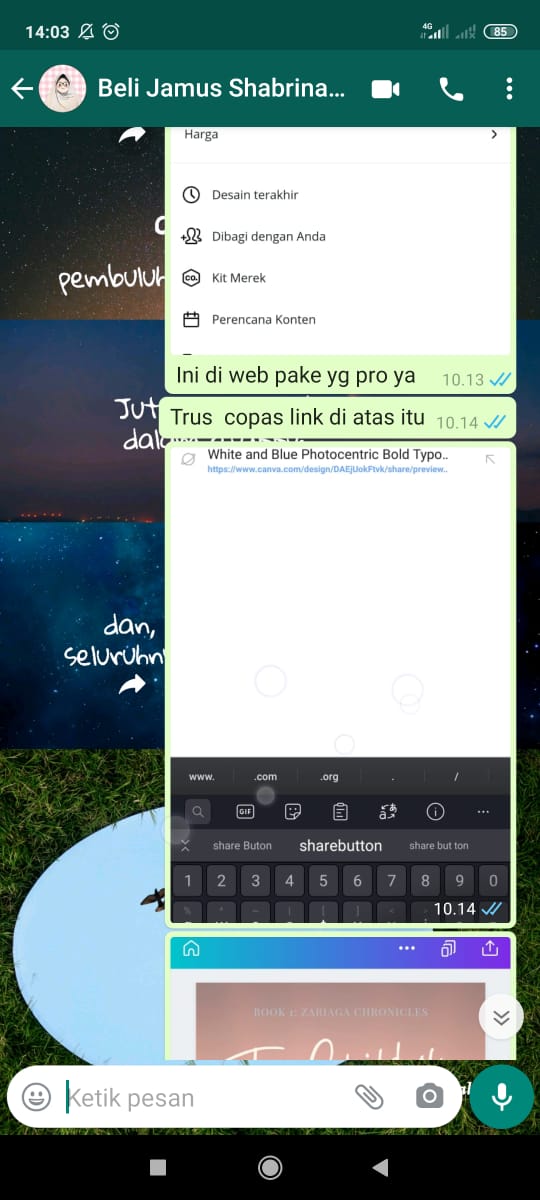 14:03
4G
85
Beli Jamus Shabrina...
Harga
Desain terakhir
Dibagi dengan Anda
CO.
Kit Merek
Perencana Konten
pembuluh
Ini di web pake yg pro ya
10.13
Jut
Trus copas link di atas itu
10.14
White and Blue Photocentric Bold Typo..
https://www.canva.com/design/DAEjUokFtvk/share/preview..
dan,
seluruhn
www.
.com
.org
.
/
GIF
share Buton
sharebutton
share but ton
1 2 3 4 5 6 7 8 9 0
10.14
BOOK 1: ZABIAGA CHRONICLES
Ketik pesan